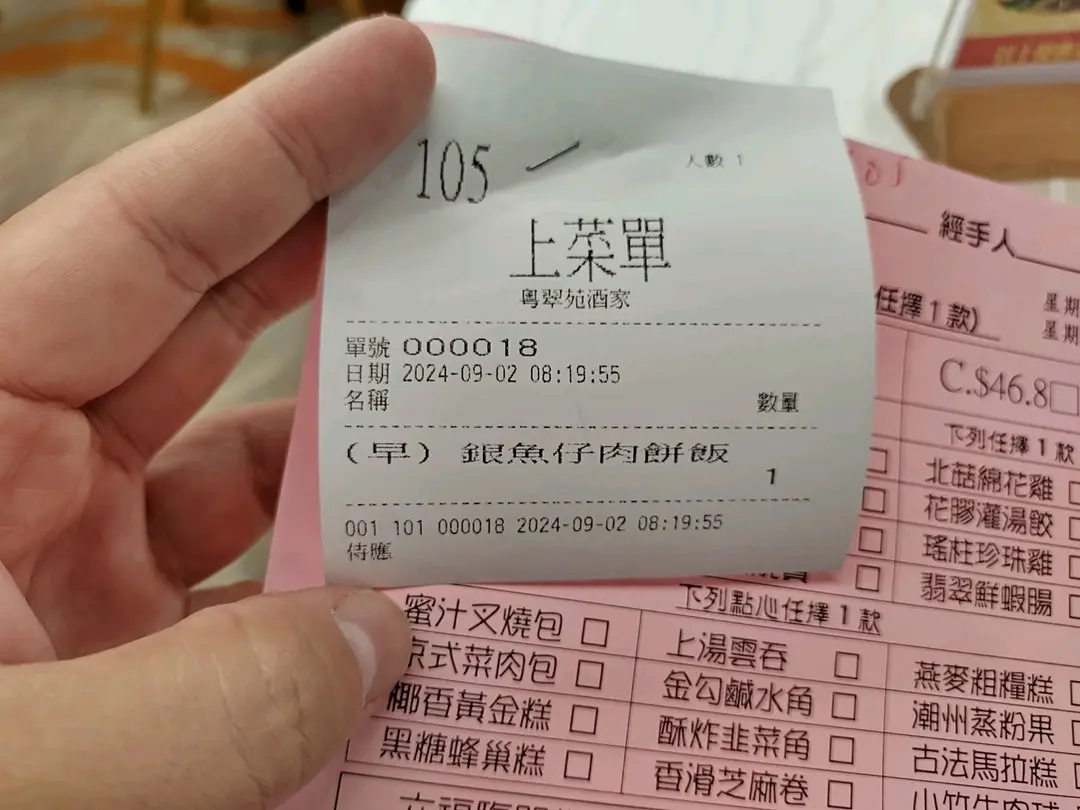 105 人數 1
上菜單
粵翠苑酒家
單號 000018
日期 2024-09-02 08:19:55
名稱 數量
(早) 銀魚仔肉餅飯
1
001 101 000018 2024-09-02 08:19:55
侍應
經手人
任擇1款)
星期
星期
C.$46.8
下列任擇1款
北菇綿花雞
花膠灌湯餃
瑤柱珍珠雞
翡翠鮮蝦腸
下列點心任擇1款
蜜汁叉燒包
京式菜肉包
椰香黃金糕
黑糖蜂巢糕
上湯雲吞
金勾鹹水角
酥炸韭菜角
香滑芝麻卷
燕麥粗糧糕
潮州蒸粉果
古法馬拉糕